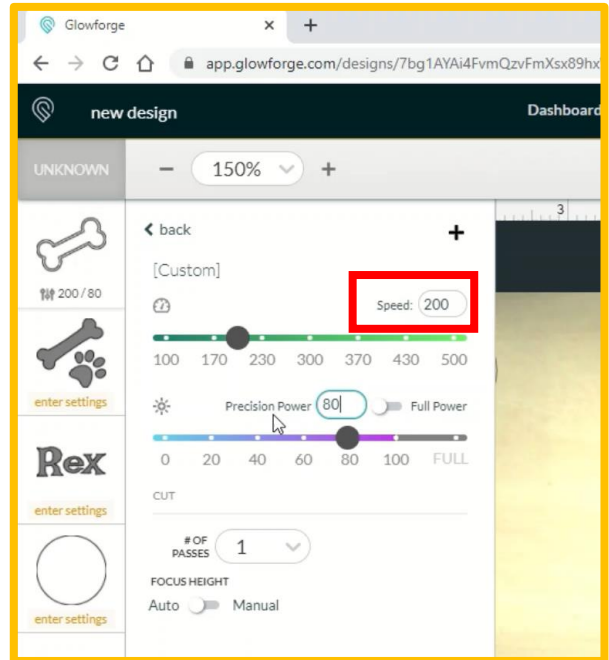 Glowforge
app.glowforge.com/designs/7bg1AYAi4FvmQzvFmXsx89hx
new design Dashboard
UNKNOWN 150%
3
back
[Custom]
Speed: 200
200 / 80
100 170 230 300 370 430 500
enter settings
Precision Power 80 Full Power
0 20 40 60 80 100 FULL
Rex
CUT
enter settings
# OF
PASSES 1
FOCUS HEIGHT
Auto Manual
enter settings